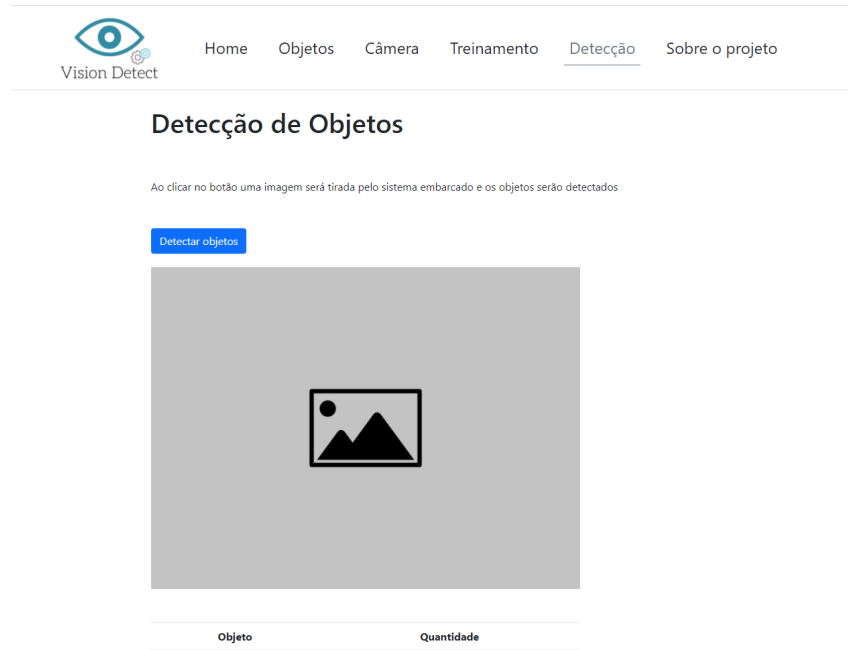 Vision Detect
Home Objetos Câmera Treinamento Detecção Sobre o projeto
Detecção de Objetos
Ao clicar no botão uma imagem será tirada pelo sistema embarcado e os objetos serão detectados
Detectar objetos
Objeto Quantidade